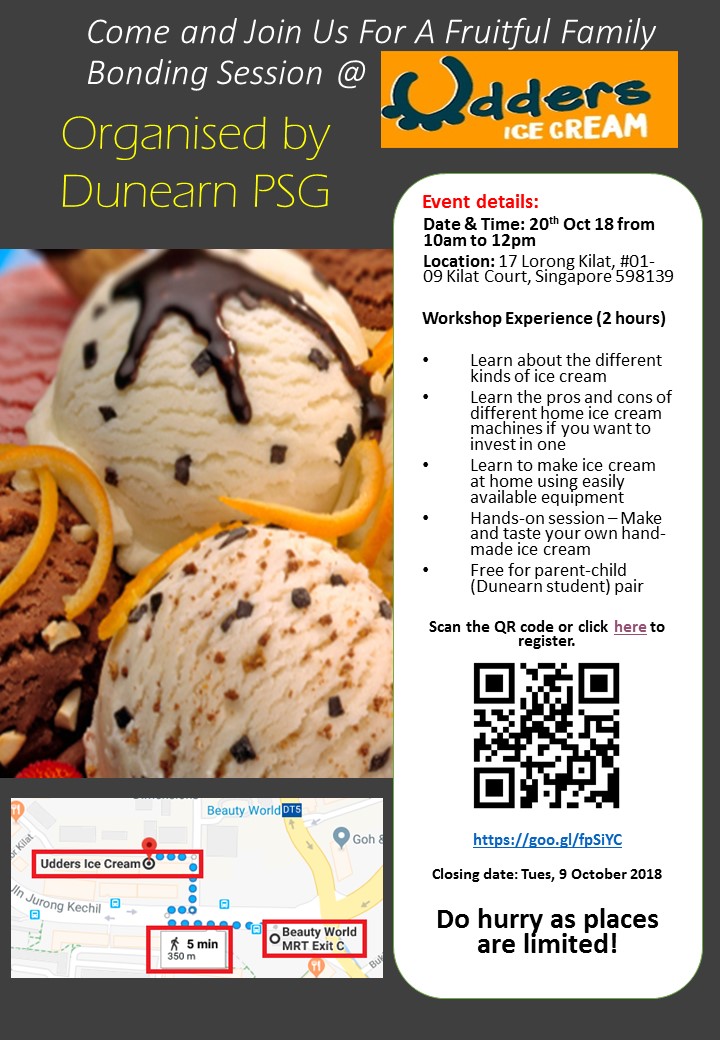 Come and Join Us For A Fruitful Family
Bonding Session @
Udders
ICE CREAM
Organised by
Dunearn PSG
Event details:
Date & Time: 20th Oct 18 from
10am to 12pm
Location: 17 Lorong Kilat, #01-
09 Kilat Court, Singapore 598139
Workshop Experience (2 hours)
• Learn about the different
kinds of ice cream
• Learn the pros and cons of
different home ice cream
machines if you want to
invest in one
• Learn to make ice cream
at home using easily
available equipment
• Hands-on session – Make
and taste your own hand-
made ice cream
• Free for parent-child
(Dunearn student) pair
Scan the QR code or click here to
register.
https://goo.gl/fpSiYC
Closing date: Tues, 9 October 2018
Do hurry as places
are limited!
Beauty World DT5
Goh &
Kilat
Udders Ice Cream
Jln Jurong Kechil
5 min
350 m
Beauty World
MRT Exit C